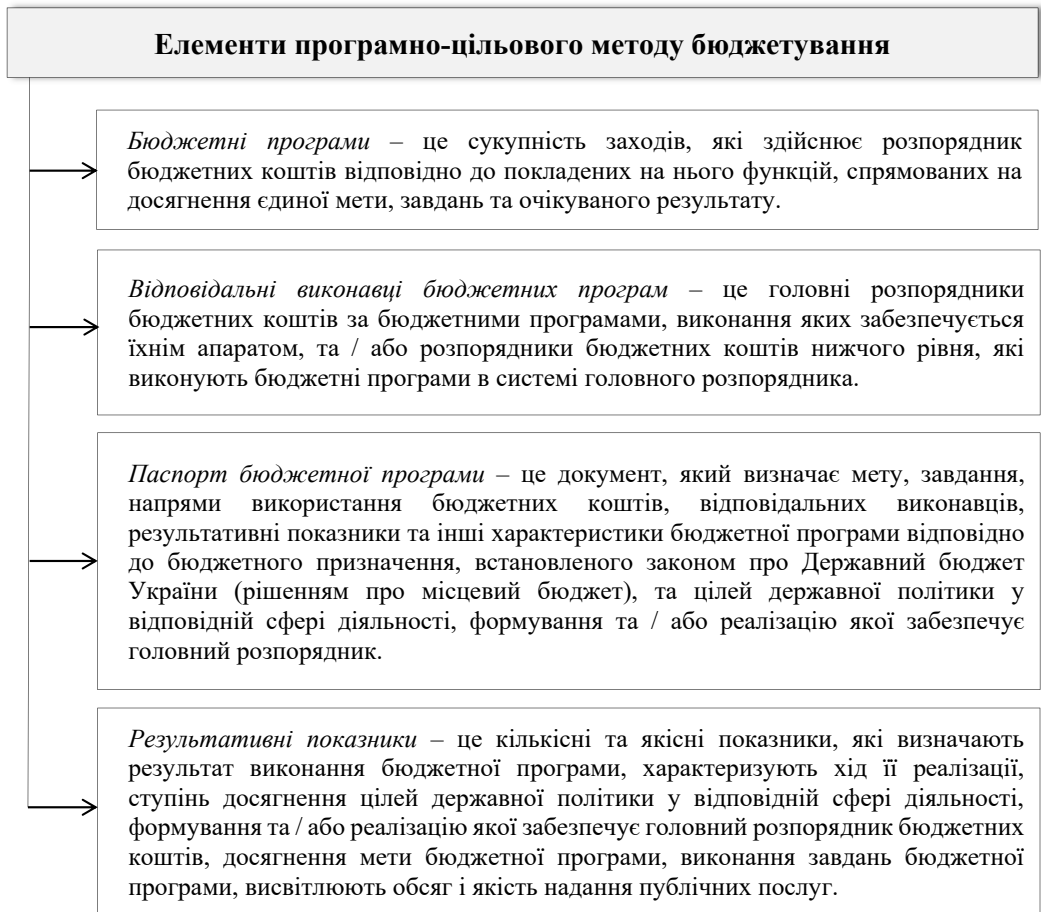 Елементи програмно-цільового методу бюджетування
Бюджетні програми – це сукупність заходів, які здійснює розпорядник
бюджетних коштів відповідно до покладених на нього функцій, спрямованих на
досягнення єдиної мети, завдань та очікуваного результату.
Відповідальні виконавці бюджетних програм – це головні розпорядники
бюджетних коштів за бюджетними програмами, виконання яких забезпечується
їхнім апаратом, та / або розпорядники бюджетних коштів нижчого рівня, які
виконують бюджетні програми в системі головного розпорядника.
Паспорт бюджетної програми – це документ, який визначає мету, завдання,
напрями використання бюджетних коштів, відповідальних виконавців,
результативні показники та інші характеристики бюджетної програми відповідно
до бюджетного призначення, встановленого законом про Державний бюджет
України (рішенням про місцевий бюджет), та цілей державної політики у
відповідній сфері діяльності, формування та / або реалізацію якої забезпечує
головний розпорядник.
Результативні показники – це кількісні та якісні показники, які визначають
результат виконання бюджетної програми, характеризують хід її реалізації,
ступінь досягнення цілей державної політики у відповідній сфері діяльності,
формування та / або реалізацію якої забезпечує головний розпорядник бюджетних
коштів, досягнення мети бюджетної програми, виконання завдань бюджетної
програми, висвітлюють обсяг і якість надання публічних послуг.